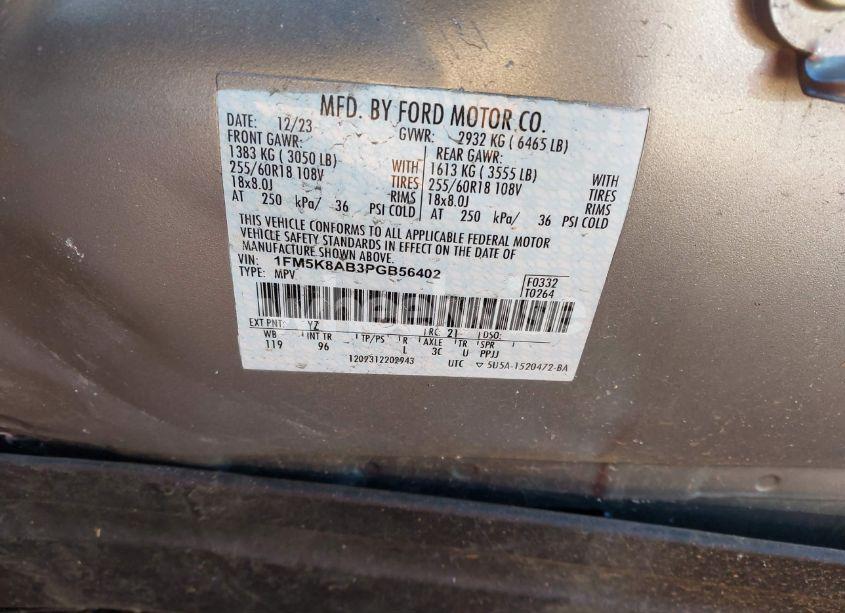 MFD. BY FORD MOTOR CO.
DATE: 12/23 GVWR: 2932 KG ( 6465 LB)
FRONT GAWR: REAR GAWR:
1383 KG ( 3050 LB) WITH 1613 KG ( 3555 LB) WITH
255/60R18 108V TIRES 255/60R18 108V TIRES
18x8.0J RIMS 18x8.0J RIMS
AT 250 kPa/ 36 PSI COLD AT 250 kPa/ 36 PSI COLD
THIS VEHICLE CONFORMS TO ALL APPLICABLE FEDERAL MOTOR
VEHICLE SAFETY STANDARDS IN EFFECT ON THE DATE OF
MANUFACTURE SHOWN ABOVE.
VIN: 1FM5K8AB3PGB56402
TYPE: MPV
F0332
T0264
EXT PNT: YZ RC: 21 DSO:
WB INT TR TP/PS R AXLE TR SPR
119 96 L 3C U PPJJ
1202312202943 UTC ▽ 5U5A-1520472-BA